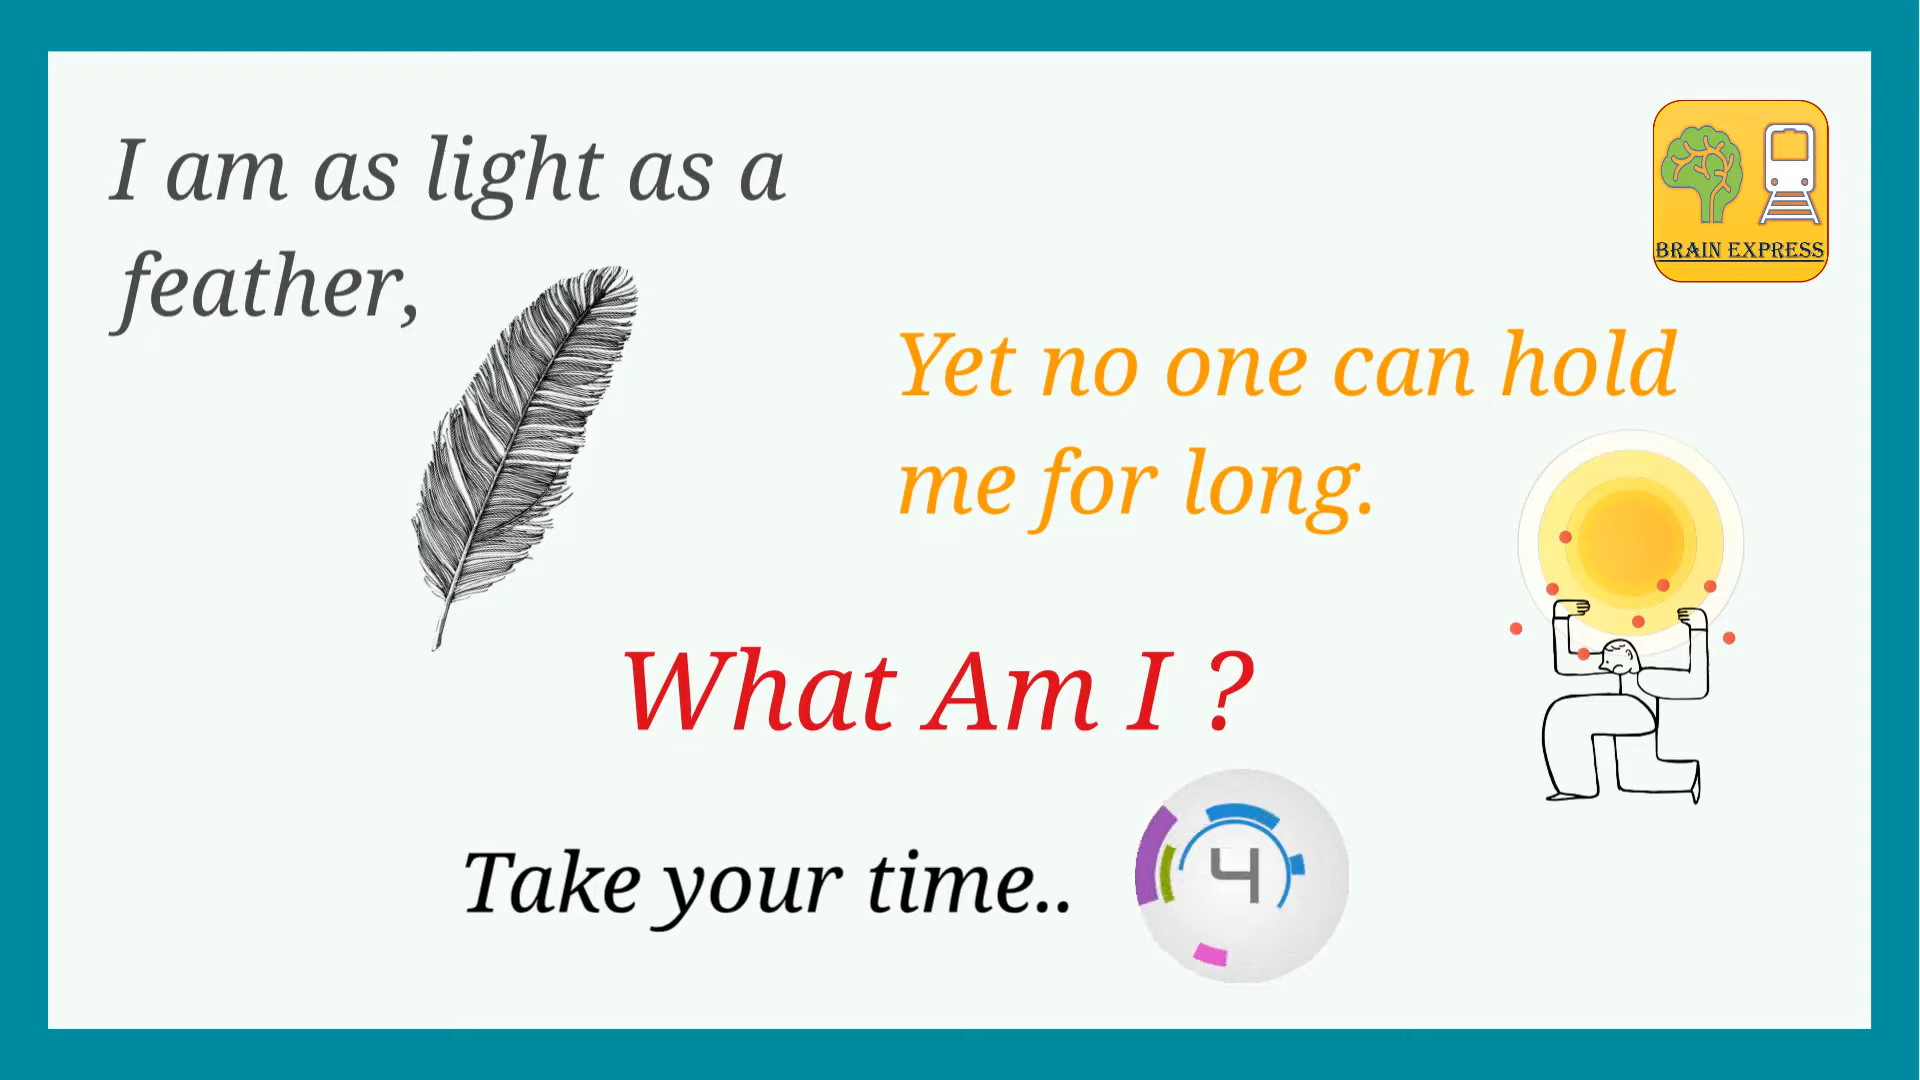 I am as light as a
feather,
BRAIN EXPRESS
Yet no one can hold
me for long.
What Am I ?
Take your time..
4